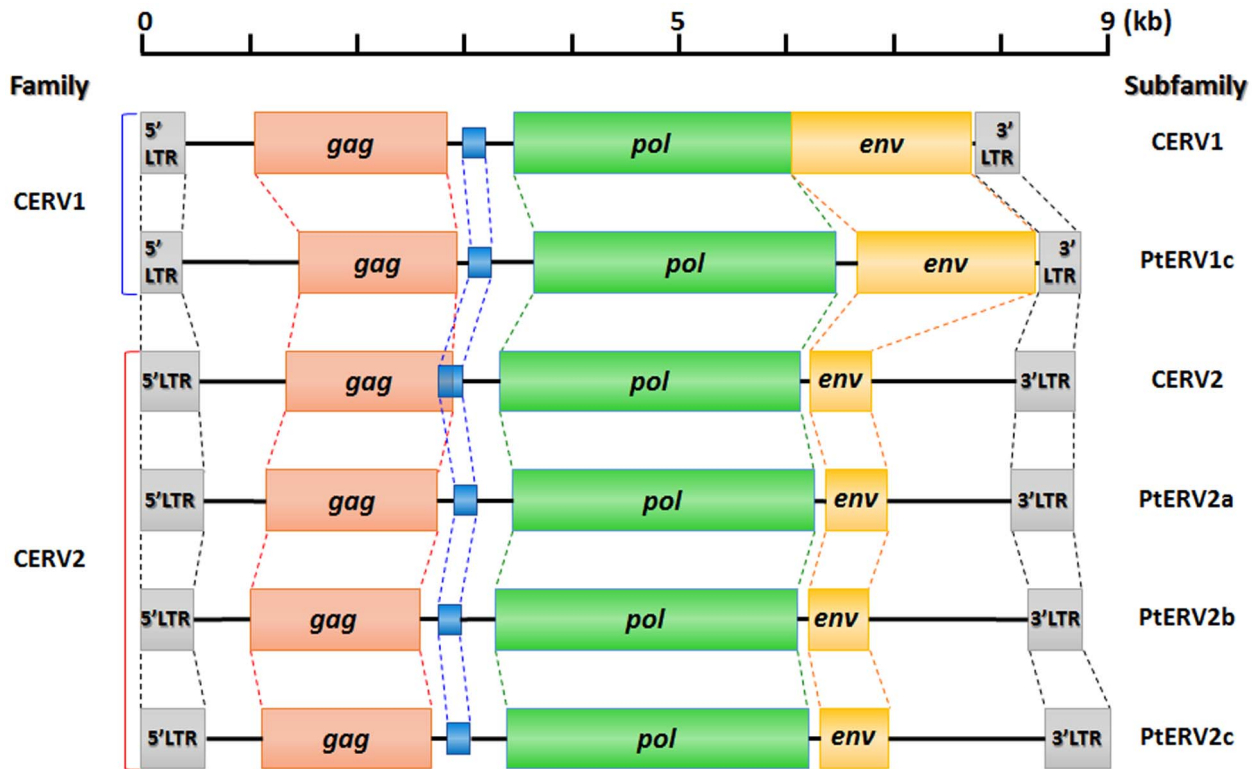 0 5 9 (kb)
Family Subfamily
5'
LTR gag pol env 3'
LTR CERV1
CERV1
5'
LTR gag pol env 3'
LTR PtERV1c
5'LTR gag pol env 3'LTR CERV2
5'LTR gag pol env 3'LTR PtERV2a
CERV2
5'LTR gag pol env 3'LTR PtERV2b
5'LTR gag pol env 3'LTR PtERV2c